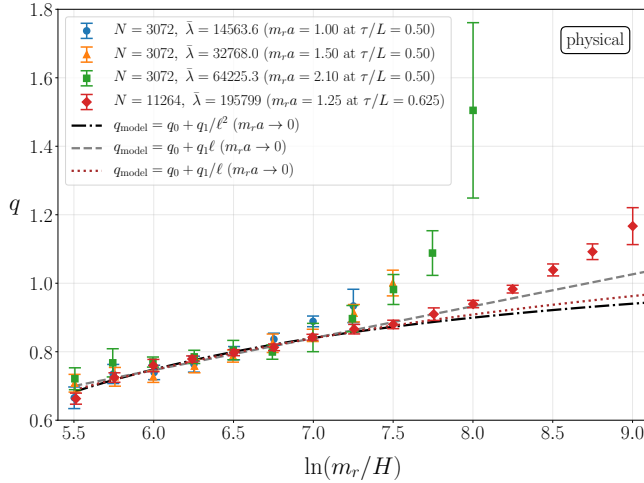 N = 3072, λ̄ = 14563.6 (m_r a = 1.00 at τ/L = 0.50)
N = 3072, λ̄ = 32768.0 (m_r a = 1.50 at τ/L = 0.50)
N = 3072, λ̄ = 64225.3 (m_r a = 2.10 at τ/L = 0.50)
N = 11264, λ̄ = 195799 (m_r a = 1.25 at τ/L = 0.625)
q_model = q_0 + q_1/ℓ² (m_r a → 0)
q_model = q_0 + q_1ℓ (m_r a → 0)
q_model = q_0 + q_1/ℓ (m_r a → 0)
physical
1.8
1.6
1.4
1.2
1.0
0.8
0.6
q
5.5 6.0 6.5 7.0 7.5 8.0 8.5 9.0
ln(m_r/H)